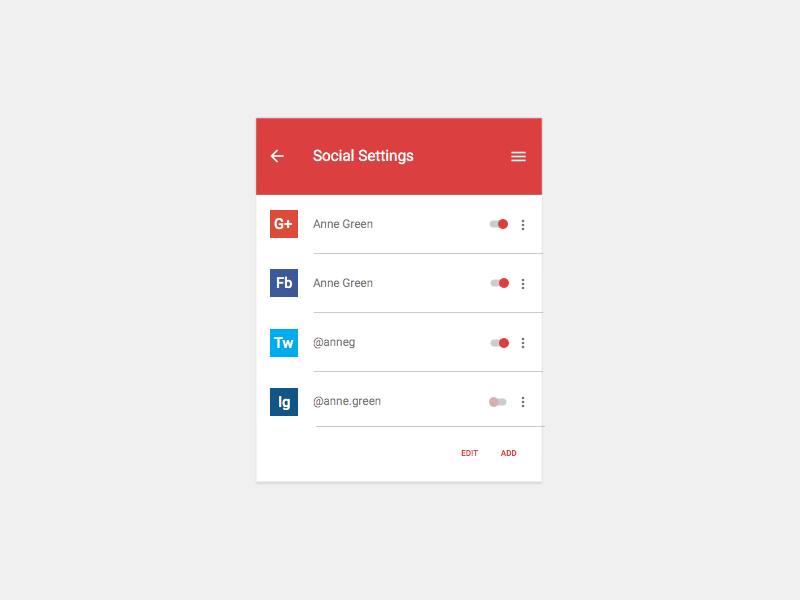 Social Settings
G+ Anne Green
Fb Anne Green
Tw @anneg
Ig @anne.green
EDIT ADD